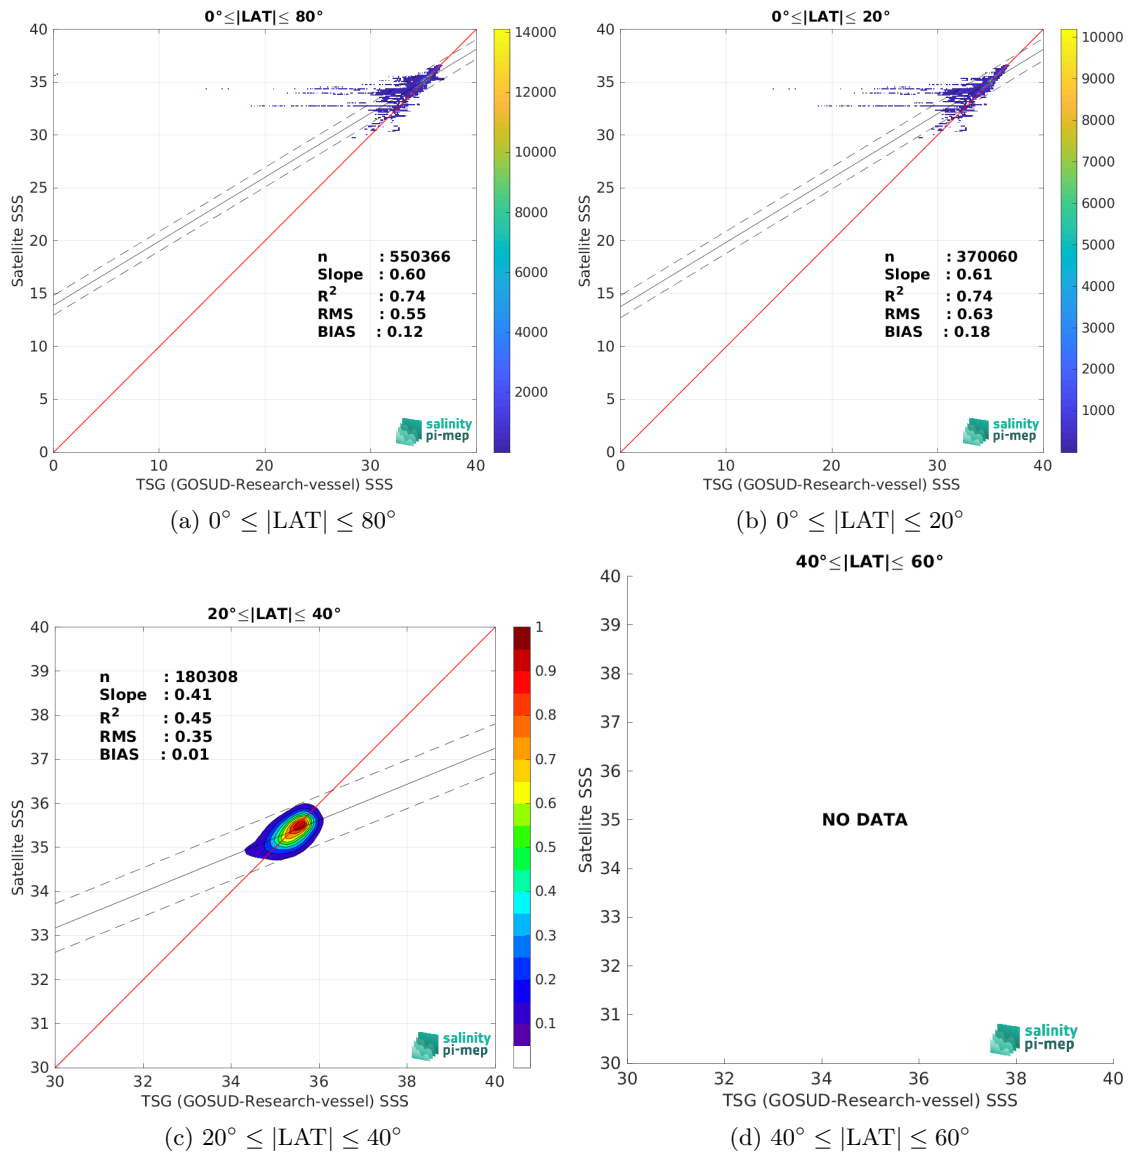 0°≤|LAT|≤ 80°
40
35
30
25
20
15
10
5
0
Satellite SSS
n : 550366
Slope : 0.60
R² : 0.74
RMS : 0.55
BIAS : 0.12
salinity
pi-mep
0 10 20 30 40
TSG (GOSUD-Research-vessel) SSS
14000
12000
10000
8000
6000
4000
2000
(a) 0° ≤ |LAT| ≤ 80°
0°≤|LAT|≤ 20°
40
35
30
25
20
15
10
5
0
Satellite SSS
n : 370060
Slope : 0.61
R² : 0.74
RMS : 0.63
BIAS : 0.18
salinity
pi-mep
0 10 20 30 40
TSG (GOSUD-Research-vessel) SSS
10000
9000
8000
7000
6000
5000
4000
3000
2000
1000
(b) 0° ≤ |LAT| ≤ 20°
20°≤|LAT|≤ 40°
40
39
38
37
36
35
34
33
32
31
30
Satellite SSS
n : 180308
Slope : 0.41
R² : 0.45
RMS : 0.35
BIAS : 0.01
salinity
pi-mep
30 32 34 36 38 40
TSG (GOSUD-Research-vessel) SSS
1
0.9
0.8
0.7
0.6
0.5
0.4
0.3
0.2
0.1
(c) 20° ≤ |LAT| ≤ 40°
40°≤|LAT|≤ 60°
40
39
38
37
36
35
34
33
32
31
30
Satellite SSS
NO DATA
salinity
pi-mep
30 32 34 36 38 40
TSG (GOSUD-Research-vessel) SSS
(d) 40° ≤ |LAT| ≤ 60°